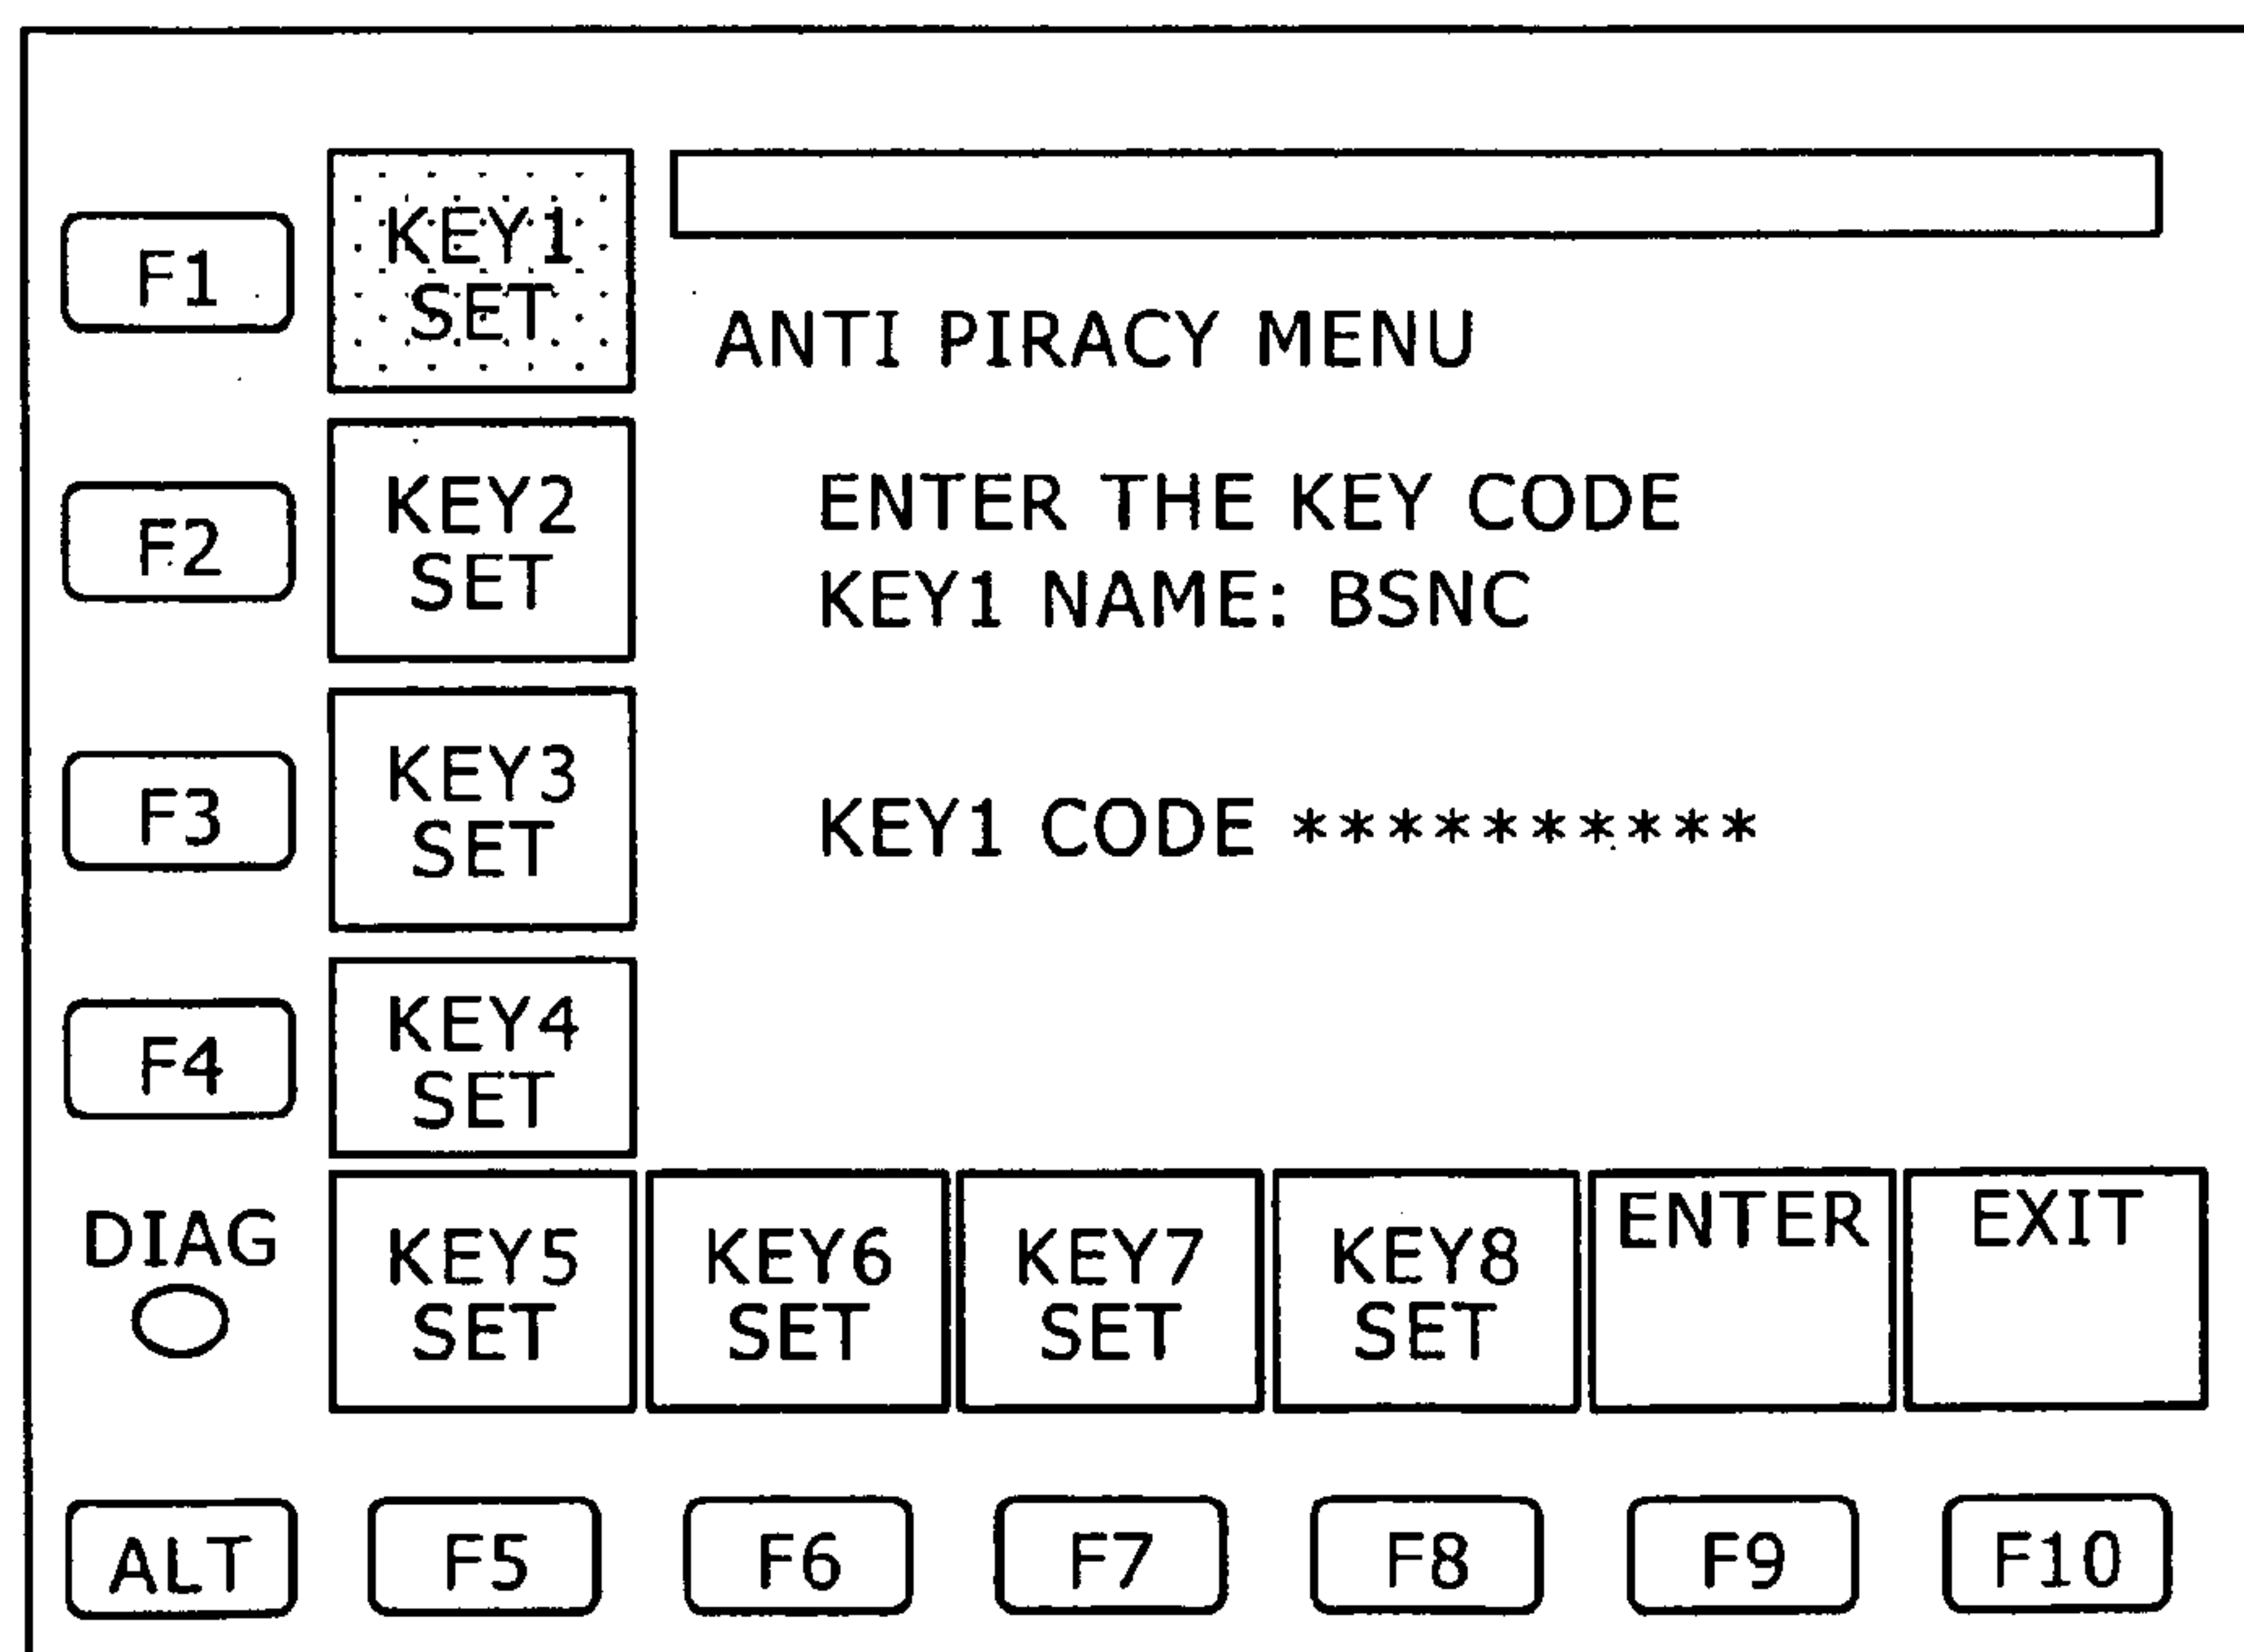 F1
KEY1
SET
ANTI PIRACY MENU
F2
KEY2
SET
ENTER THE KEY CODE
KEY1 NAME: BSNC
F3
KEY3
SET
KEY1 CODE **********
F4
KEY4
SET
DIAG
KEY5
SET
KEY6
SET
KEY7
SET
KEY8
SET
ENTER
EXIT
ALT
F5
F6
F7
F8
F9
F10